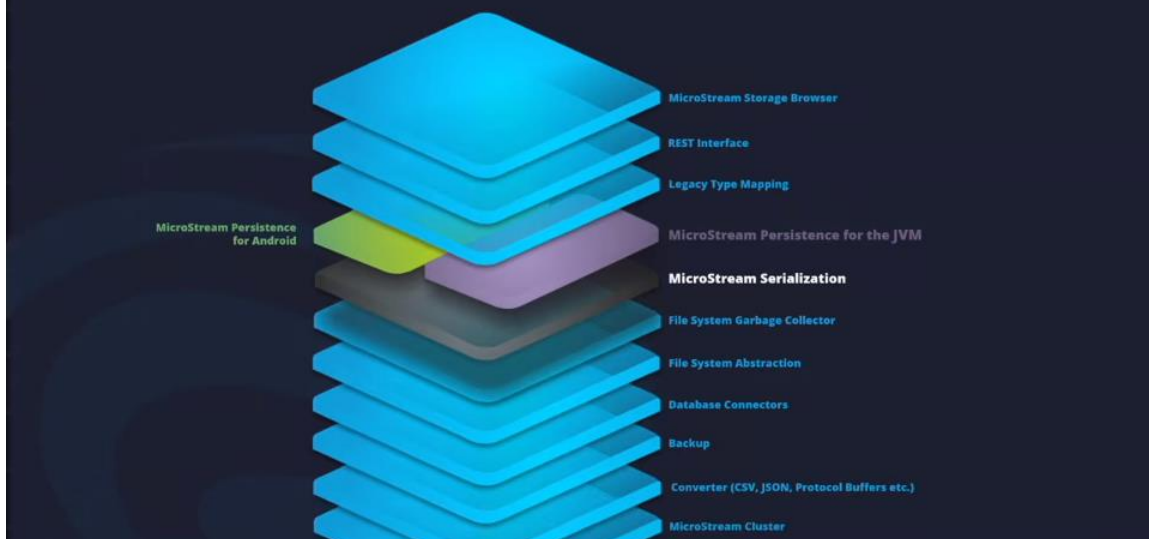 MicroStream Storage Browser
REST Interface
Legacy Type Mapping
MicroStream Persistence
for Android
MicroStream Persistence for the JVM
MicroStream Serialization
File System Garbage Collector
File System Abstraction
Database Connectors
Backup
Converter (CSV, JSON, Protocol Buffers etc.)
MicroStream Cluster